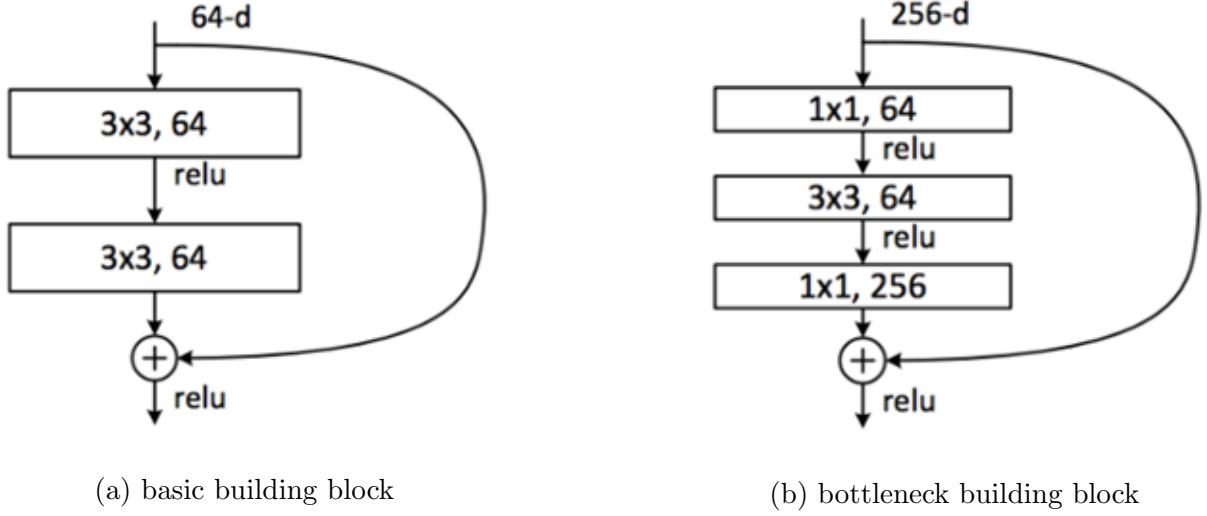 64-d
3x3, 64
relu
3x3, 64
relu
(a) basic building block
256-d
1x1, 64
relu
3x3, 64
relu
1x1, 256
relu
(b) bottleneck building block